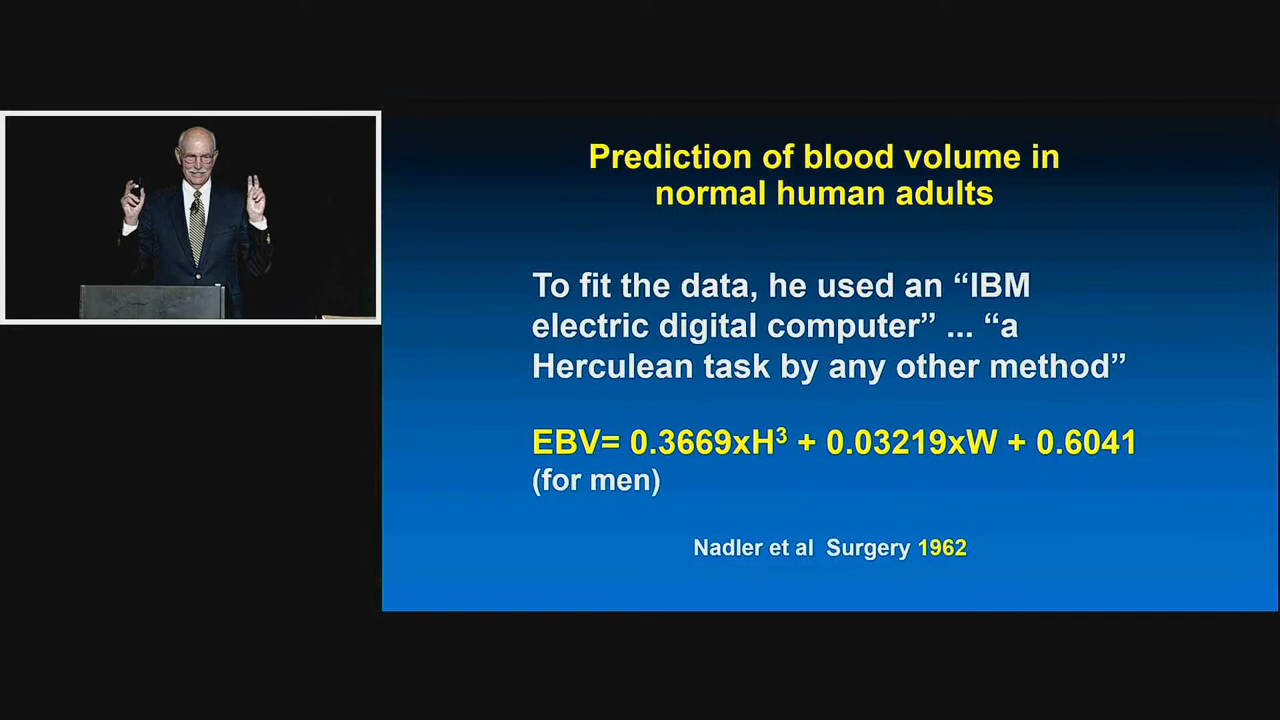 Prediction of blood volume in
normal human adults
To fit the data, he used an “IBM
electric digital computer” ... “a
Herculean task by any other method”
EBV= 0.3669xH³ + 0.03219xW + 0.6041
(for men)
Nadler et al Surgery 1962